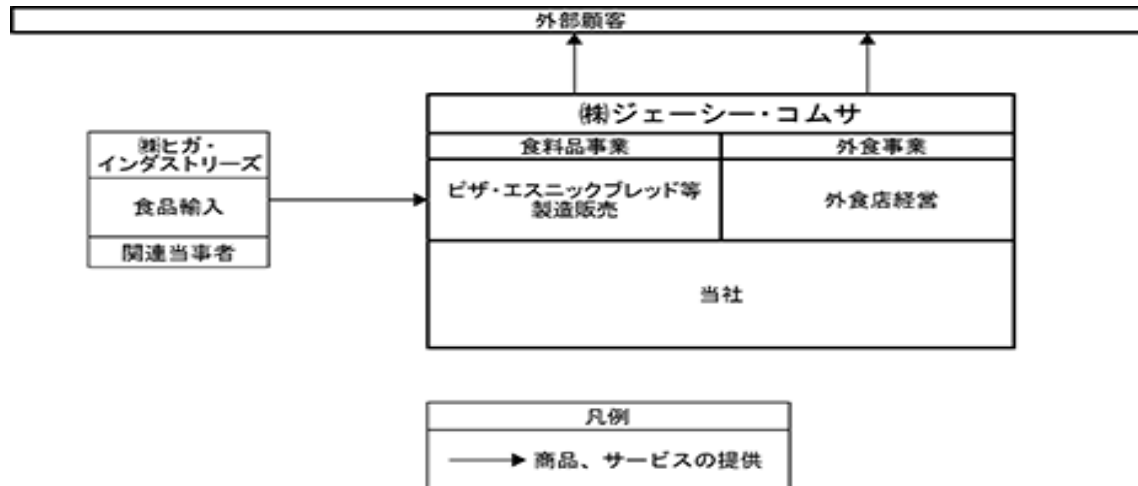 外部顧客
㈱ジェーシー・コムサ
食料品事業
外食事業
ピザ・エスニックブレッド等
製造販売
外食店経営
当社
㈱ヒガ・
インダストリーズ
食品輸入
関連当事者
凡例
商品、サービスの提供